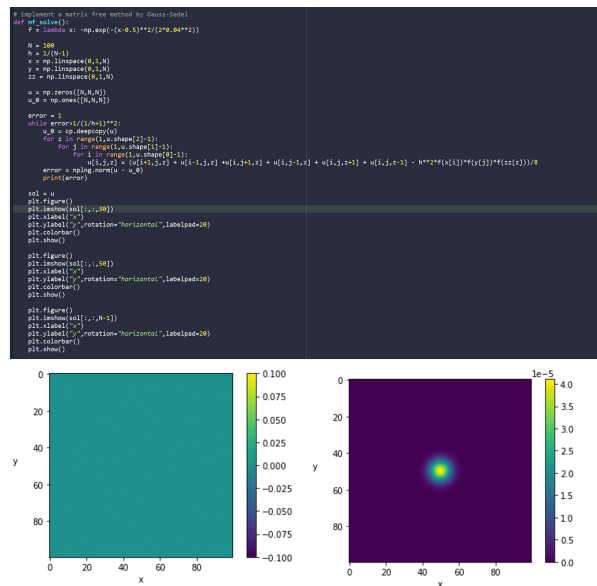 # implement a matrix free method by Gauss-Sedel
def mf_solve():
    f = lambda x: -np.exp(-(x-0.5)**2/(2*0.04**2))
    N = 100
    h = 1/(N-1)
    x = np.linspace(0,1,N)
    y = np.linspace(0,1,N)
    zz = np.linspace(0,1,N)
    u = np.zeros([N,N,N])
    u_0 = np.ones([N,N,N])
    error = 1
    while error>1/(1/h+1)**2:
        u_0 = cp.deepcopy(u)
        for z in range(1,u.shape[2]-1):
            for j in range(1,u.shape[1]-1):
                for i in range(1,u.shape[0]-1):
                    u[i,j,z] = (u[i+1,j,z] + u[i-1,j,z] +u[i,j+1,z] + u[i,j-1,z] + u[i,j,z+1] + u[i,j,z-1] - h**2*f(x[i])*f(y[j])*f(zz[z]))/8
        error = nplng.norm(u - u_0)
        print(error)
    sol = u
    plt.figure()
    plt.imshow(sol[:,:,30])
    plt.xlabel("x")
    plt.ylabel("y",rotation="horizontal",labelpad=20)
    plt.colorbar()
    plt.show()
    plt.figure()
    plt.imshow(sol[:,:,50])
    plt.xlabel("x")
    plt.ylabel("y",rotation="horizontal",labelpad=20)
    plt.colorbar()
    plt.show()
    plt.figure()
    plt.imshow(sol[:,:,N-1])
    plt.xlabel("x")
    plt.ylabel("y",rotation="horizontal",labelpad=20)
    plt.colorbar()
    plt.show()
0
20
40
60
80
y
0 20 40 60 80
x
0.100
0.075
0.050
0.025
0.000
−0.025
−0.050
−0.075
−0.100
0
20
40
60
80
y
0 20 40 60 80
x
1e−5
4.0
3.5
3.0
2.5
2.0
1.5
1.0
0.5
0.0